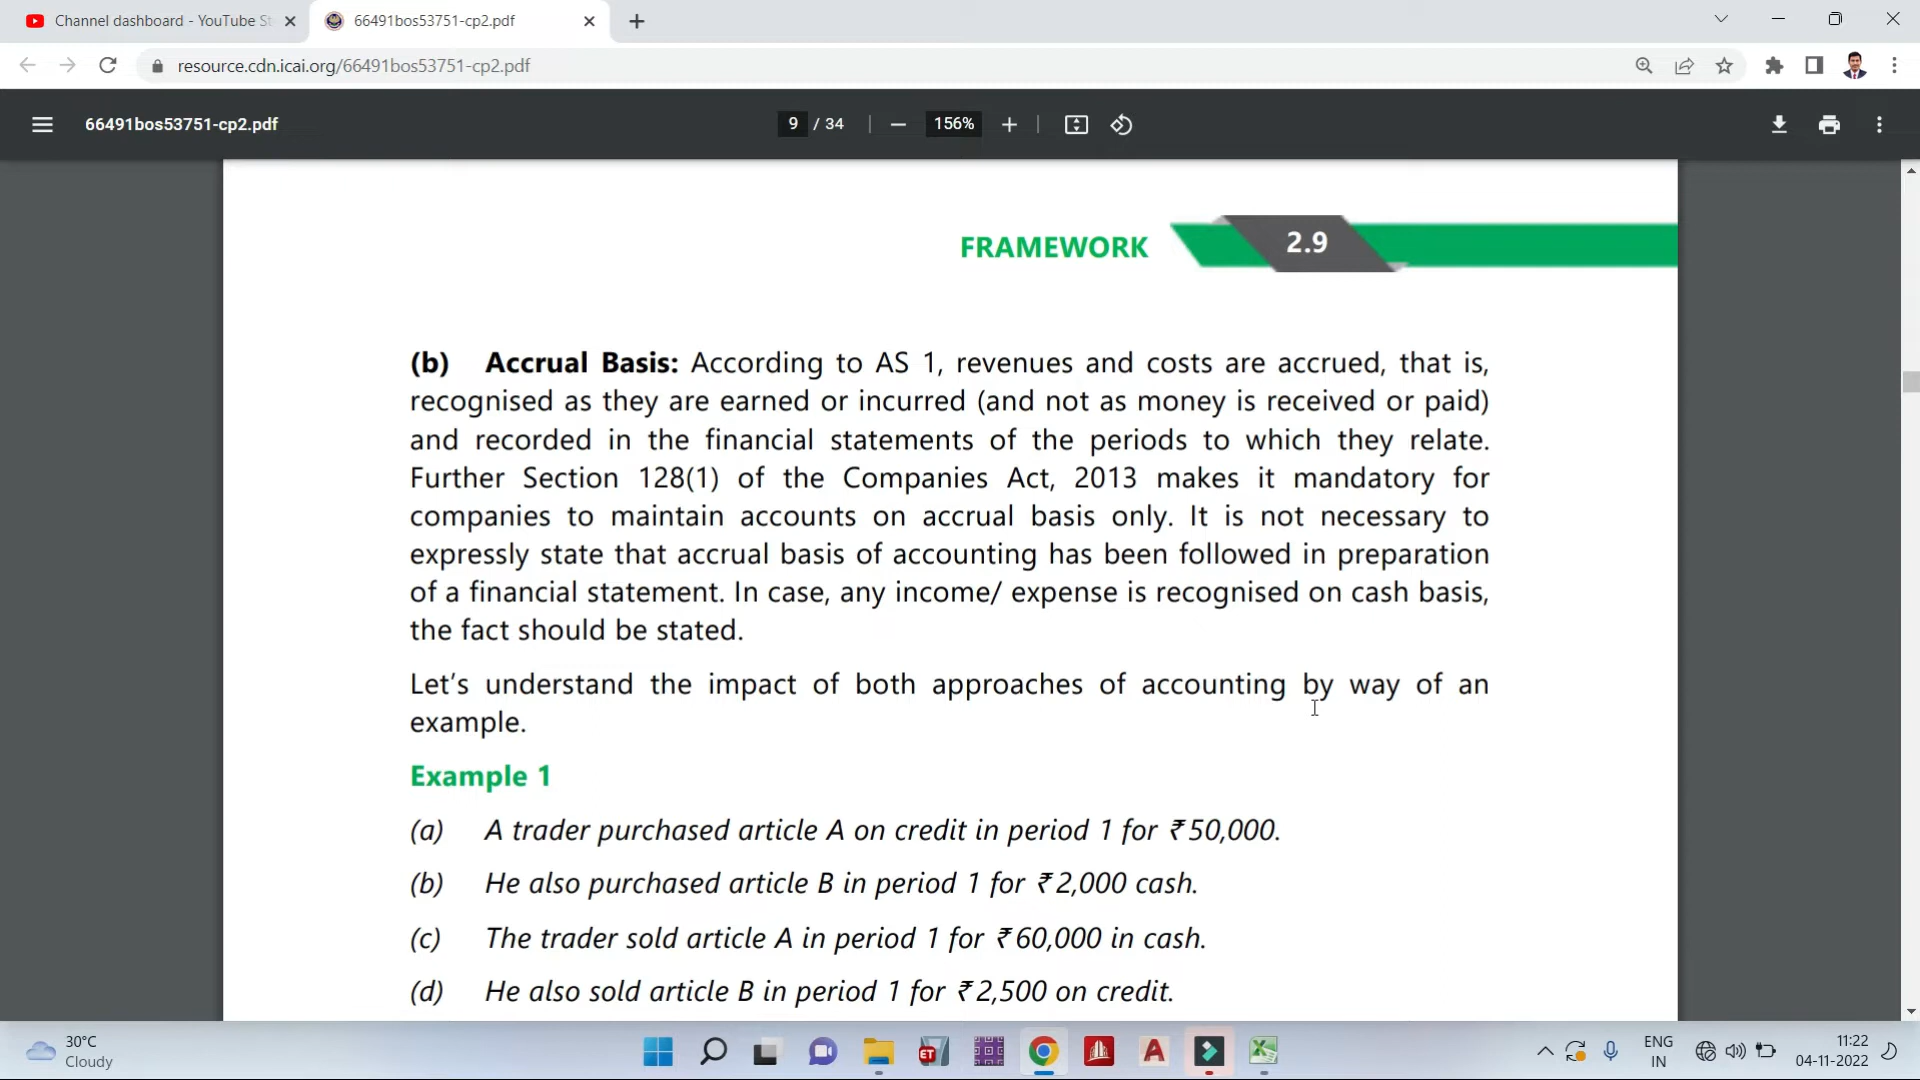 Channel dashboard - YouTube St
66491bos53751-cp2.pdf
resource.cdn.icai.org/66491bos53751-cp2.pdf
66491bos53751-cp2.pdf
9 / 34
156%
FRAMEWORK 2.9
(b) Accrual Basis: According to AS 1, revenues and costs are accrued, that is,
recognised as they are earned or incurred (and not as money is received or paid)
and recorded in the financial statements of the periods to which they relate.
Further Section 128(1) of the Companies Act, 2013 makes it mandatory for
companies to maintain accounts on accrual basis only. It is not necessary to
expressly state that accrual basis of accounting has been followed in preparation
of a financial statement. In case, any income/ expense is recognised on cash basis,
the fact should be stated.
Let's understand the impact of both approaches of accounting by way of an
example.
Example 1
(a) A trader purchased article A on credit in period 1 for ₹ 50,000.
(b) He also purchased article B in period 1 for ₹ 2,000 cash.
(c) The trader sold article A in period 1 for ₹ 60,000 in cash.
(d) He also sold article B in period 1 for ₹ 2,500 on credit.
30°C
Cloudy
ET
A
ENG
IN
11:22
04-11-2022